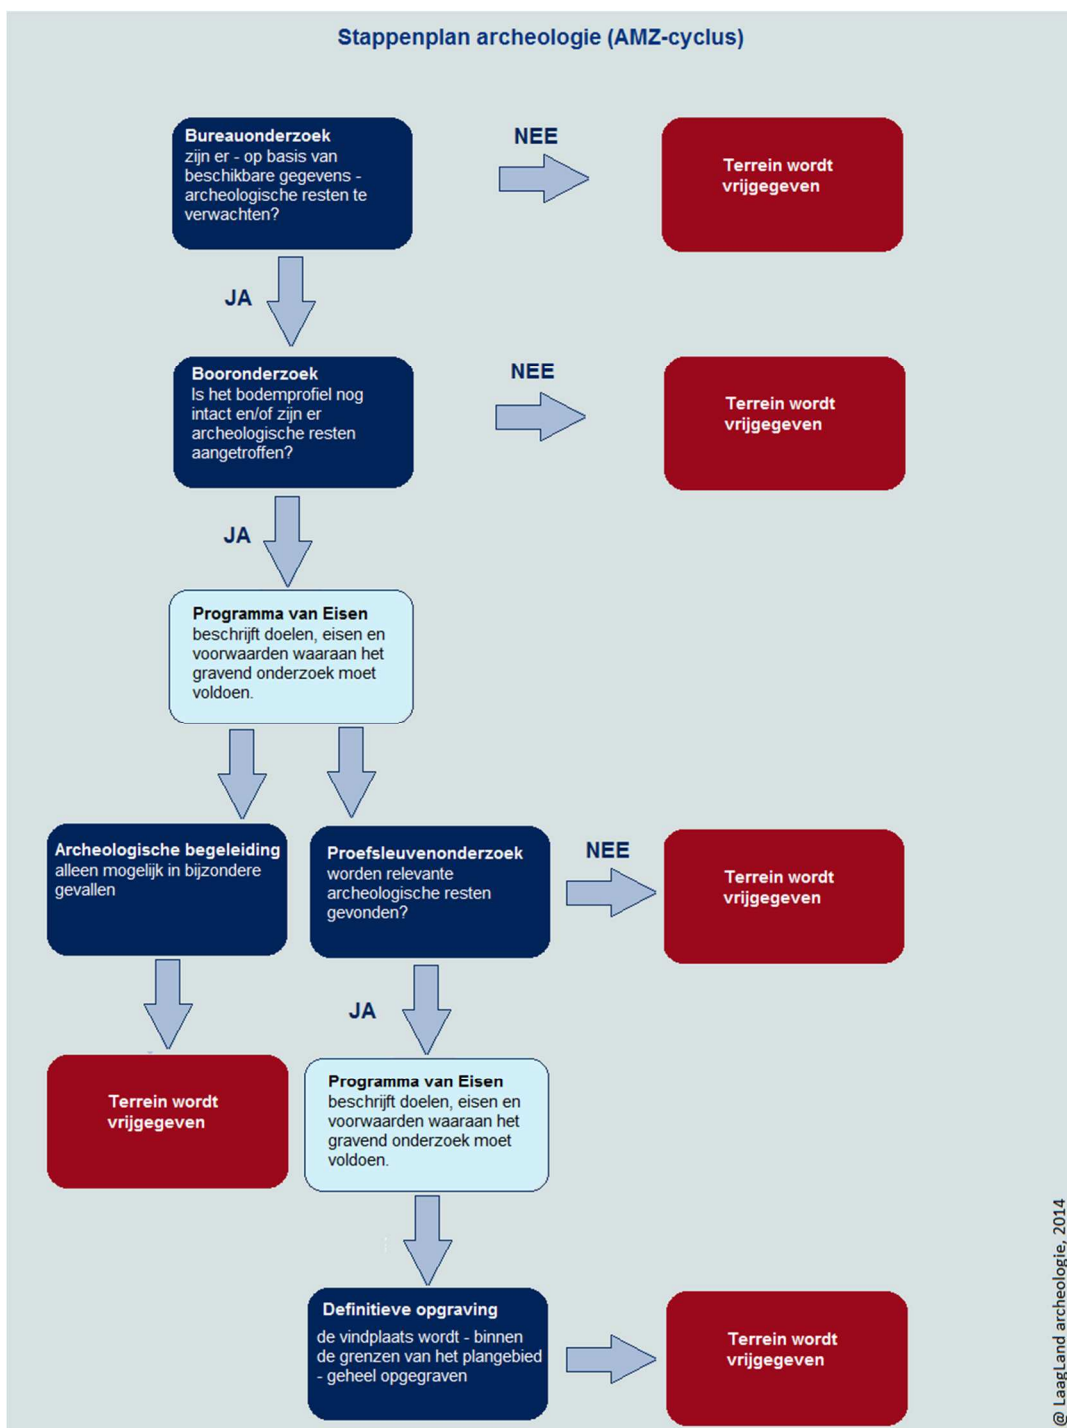 Stappenplan archeologie (AMZ-cyclus)
Bureauonderzoek
zijn er - op basis van
beschikbare gegevens -
archeologische resten te
verwachten?
NEE
Terrein wordt
vrijgegeven
JA
Booronderzoek
Is het bodemprofiel nog
intact en/of zijn er
archeologische resten
aangetroffen?
NEE
Terrein wordt
vrijgegeven
JA
Programma van Eisen
beschrijft doelen, eisen en
voorwaarden waaraan het
gravend onderzoek moet
voldoen.
Archeologische begeleiding
alleen mogelijk in bijzondere
gevallen
Proefsleuvenonderzoek
worden relevante
archeologische resten
gevonden?
NEE
Terrein wordt
vrijgegeven
JA
Terrein wordt
vrijgegeven
Programma van Eisen
beschrijft doelen, eisen en
voorwaarden waaraan het
gravend onderzoek moet
voldoen.
Definitieve opgraving
de vindplaats wordt - binnen
de grenzen van het plangebied
- geheel opgegraven
Terrein wordt
vrijgegeven
@ LaagLand archeologie, 2014